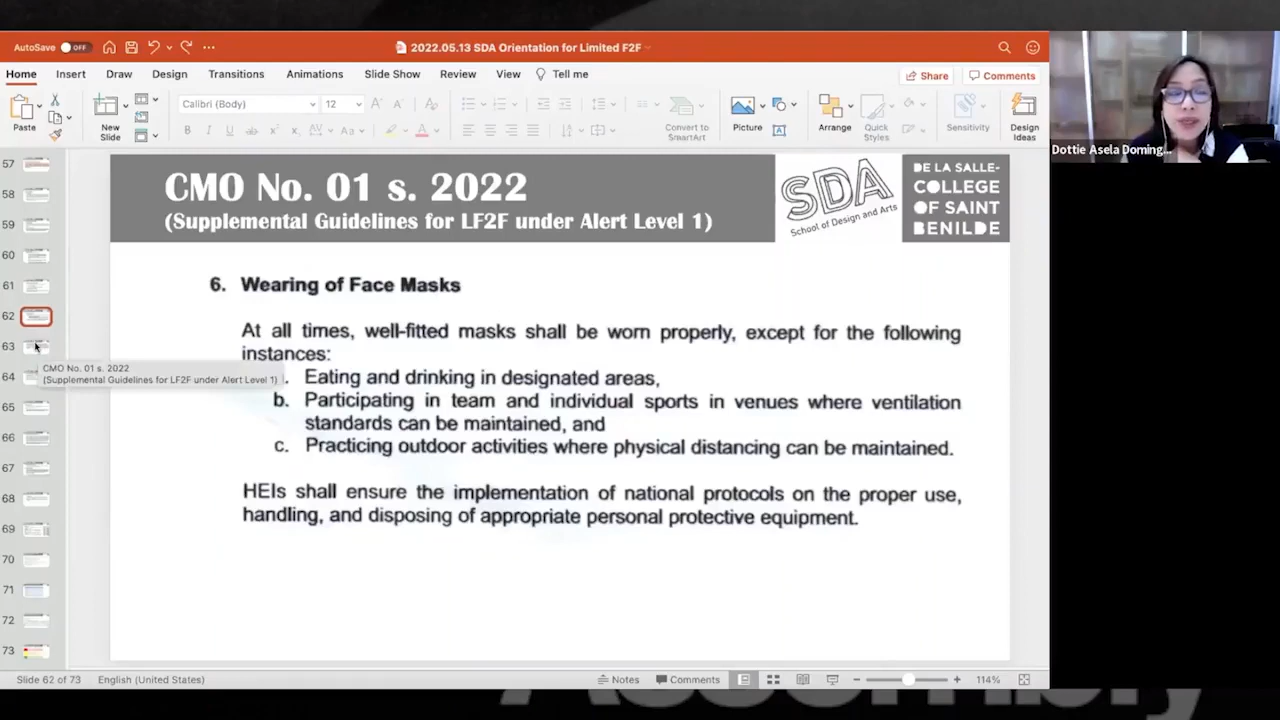 AutoSave OFF
2022.05.13 SDA Orientation for Limited F2F
Home Insert Draw Design Transitions Animations Slide Show Review View Tell me
Share Comments
Paste
New
Slide
Calibri (Body) 12
Convert to
SmartArt
Picture
Arrange
Quick
Styles
Sensitivity
Design
Ideas
Dottie Asela Doming...
57
58
59
60
61
62
63
64
65
66
67
68
69
70
71
72
73
CMO No. 01 s. 2022
(Supplemental Guidelines for LF2F under Alert Level 1)
CMO No. 01 s. 2022
(Supplemental Guidelines for LF2F under Alert Level 1)
SDA
School of Design and Arts
DE LA SALLE-
COLLEGE
OF SAINT
BENILDE
6. Wearing of Face Masks
At all times, well-fitted masks shall be worn properly, except for the following
instances:
Eating and drinking in designated areas,
b. Participating in team and individual sports in venues where ventilation
standards can be maintained, and
c. Practicing outdoor activities where physical distancing can be maintained.
HEIs shall ensure the implementation of national protocols on the proper use,
handling, and disposing of appropriate personal protective equipment.
Slide 62 of 73 English (United States)
Notes Comments 114%
Assembly